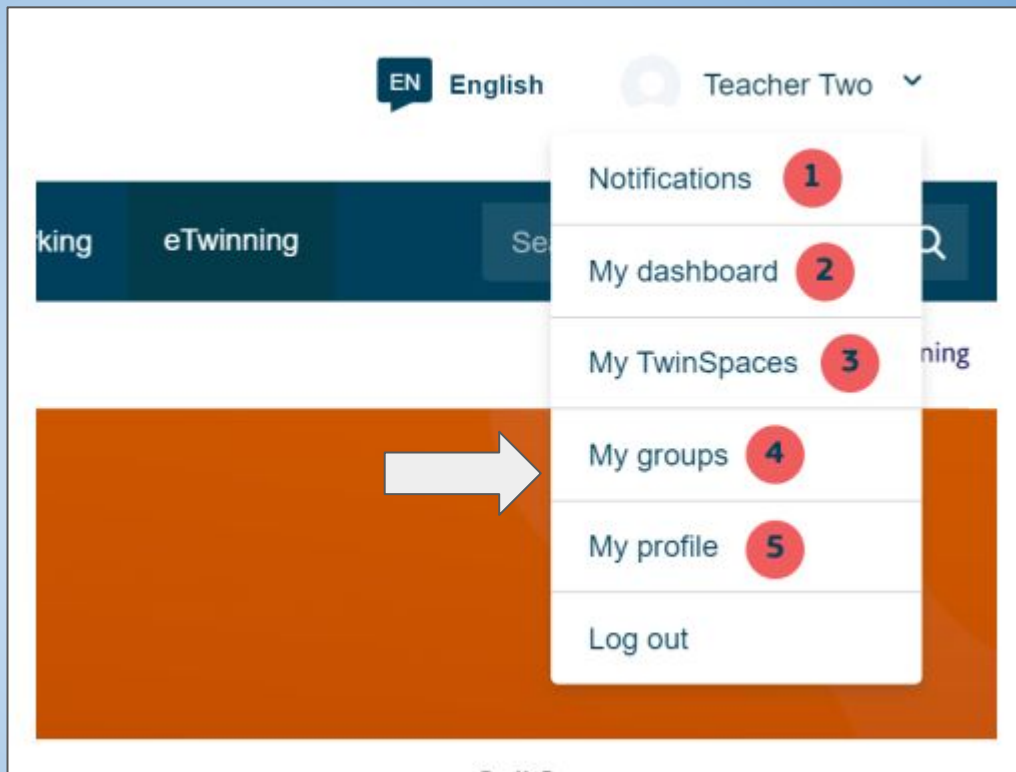 EN English Teacher Two
Notifications 1
king eTwinning Sea
My dashboard 2
My TwinSpaces 3 ning
My groups 4
My profile 5
Log out